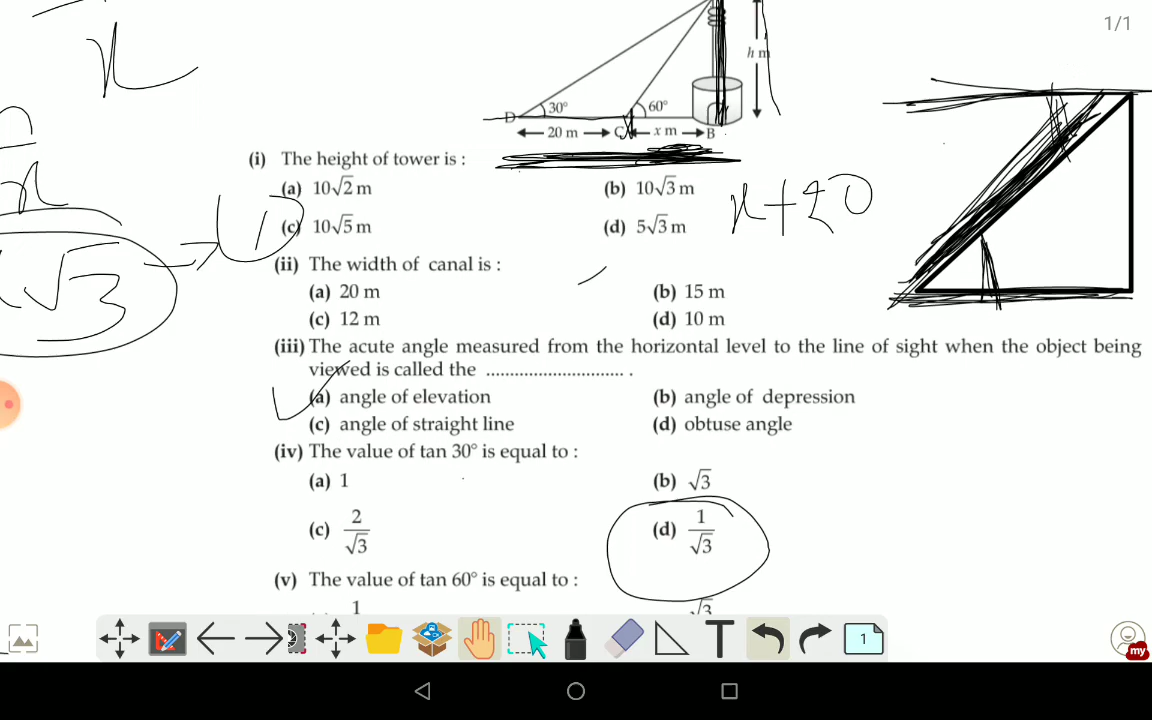 x
1/1
h m
30°
60°
D
20 m
C
x m
B
(i) The height of tower is :
(a) 10√2 m
(b) 10√3 m
x+20
(c) 10√5 m
(d) 5√3 m
x
1
√3
(ii) The width of canal is :
(a) 20 m
(b) 15 m
(c) 12 m
(d) 10 m
(iii) The acute angle measured from the horizontal level to the line of sight when the object being
viewed is called the ............................ .
(a) angle of elevation
(b) angle of depression
(c) angle of straight line
(d) obtuse angle
(iv) The value of tan 30° is equal to :
(a) 1
(b) √3
(c) 2/√3
(d) 1/√3
(v) The value of tan 60° is equal to :
1
√3
T
1
my